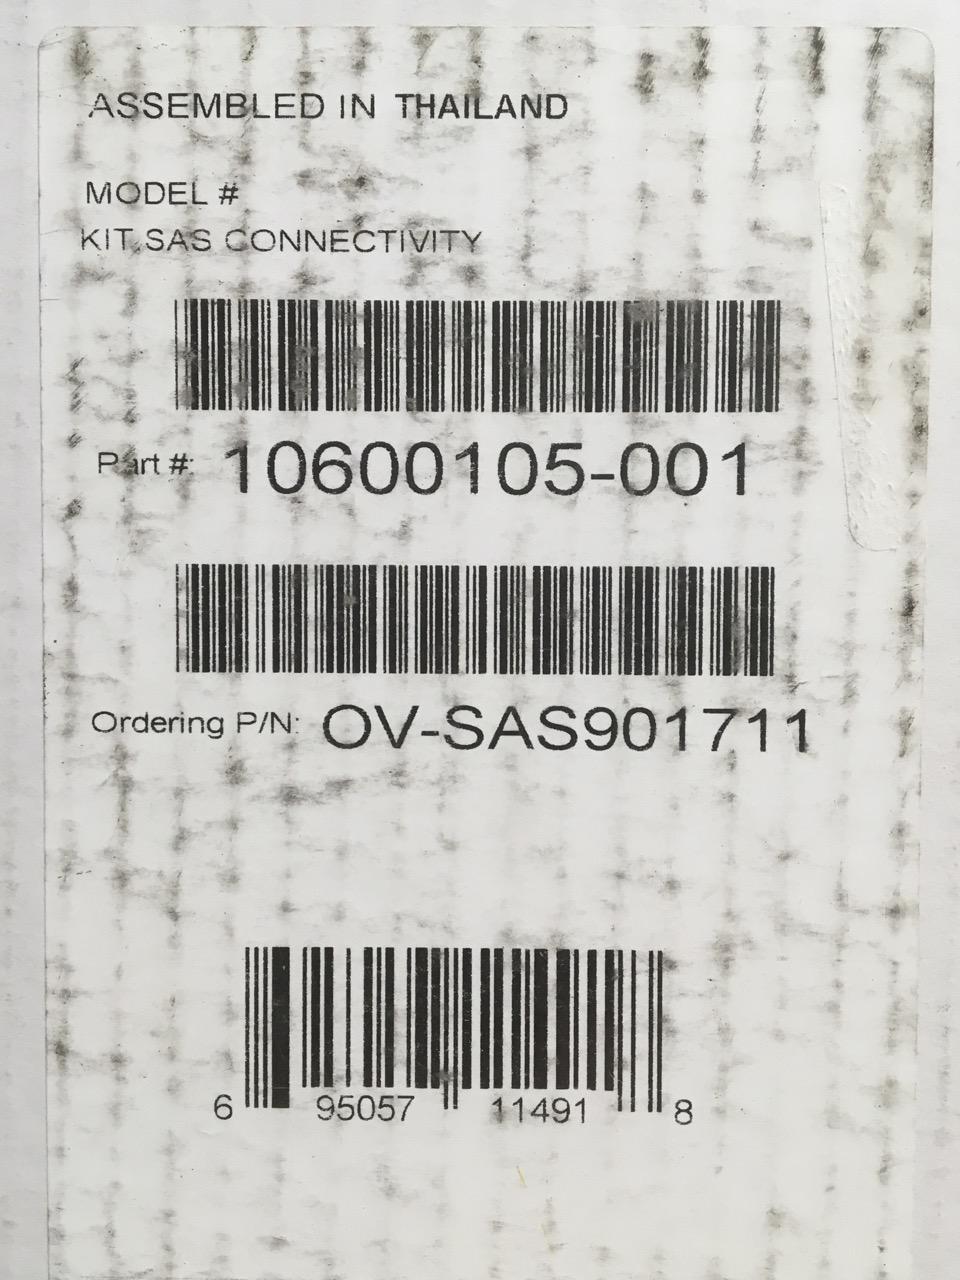 ASSEMBLED IN THAILAND
MODEL #
KIT,SAS CONNECTIVITY
Part #: 10600105-001
Ordering P/N: OV-SAS901711
6 95057 11491 8